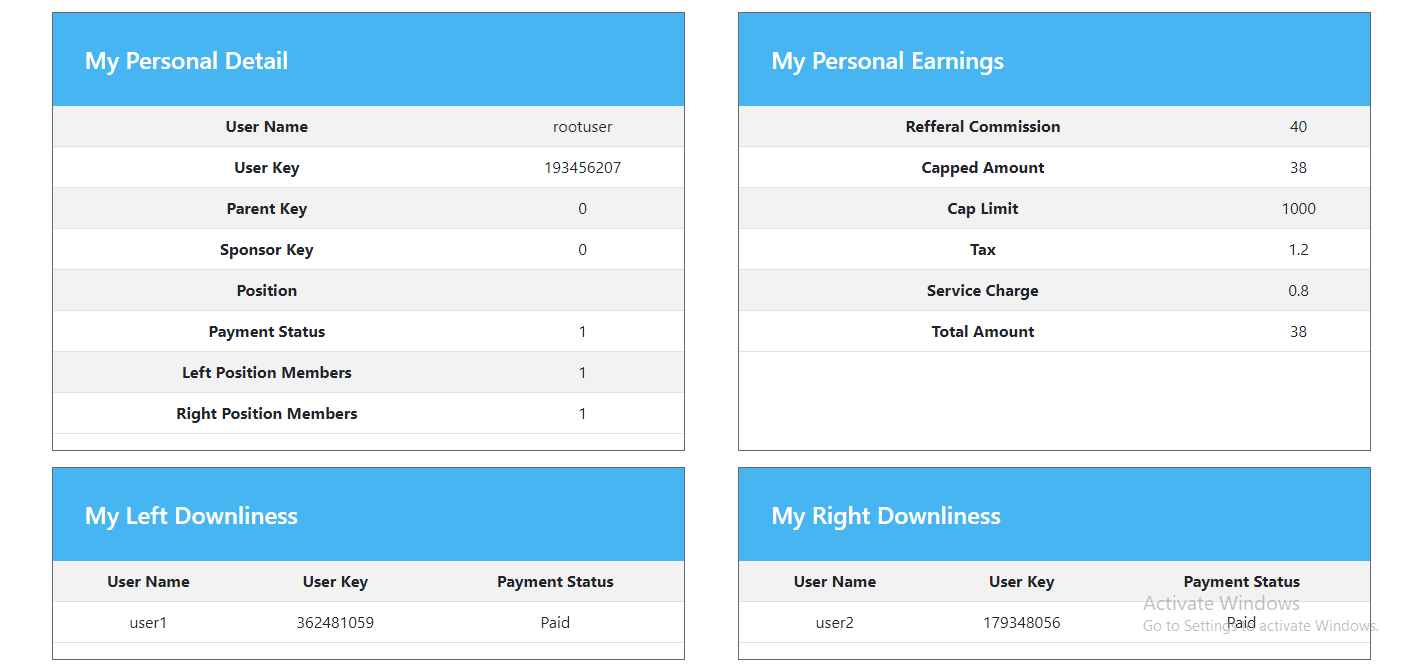 My Personal Detail
User Name rootuser
User Key 193456207
Parent Key 0
Sponsor Key 0
Position
Payment Status 1
Left Position Members 1
Right Position Members 1
My Personal Earnings
Refferal Commission 40
Capped Amount 38
Cap Limit 1000
Tax 1.2
Service Charge 0.8
Total Amount 38
My Left Downliness
User Name User Key Payment Status
user1 362481059 Paid
My Right Downliness
User Name User Key Payment Status
user2 179348056 Paid
Activate Windows
Go to Settings to activate Windows.